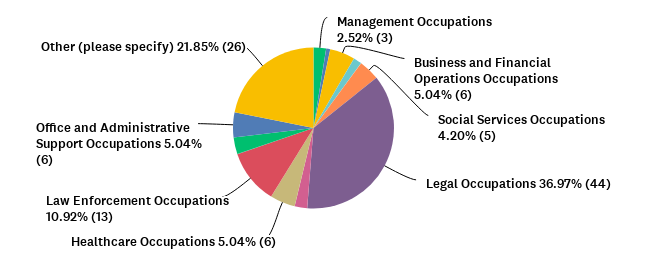 Management Occupations
2.52% (3)
Other (please specify) 21.85% (26)
Business and Financial
Operations Occupations
5.04% (6)
Social Services Occupations
4.20% (5)
Office and Administrative
Support Occupations 5.04%
(6)
Legal Occupations 36.97% (44)
Law Enforcement Occupations
10.92% (13)
Healthcare Occupations 5.04% (6)